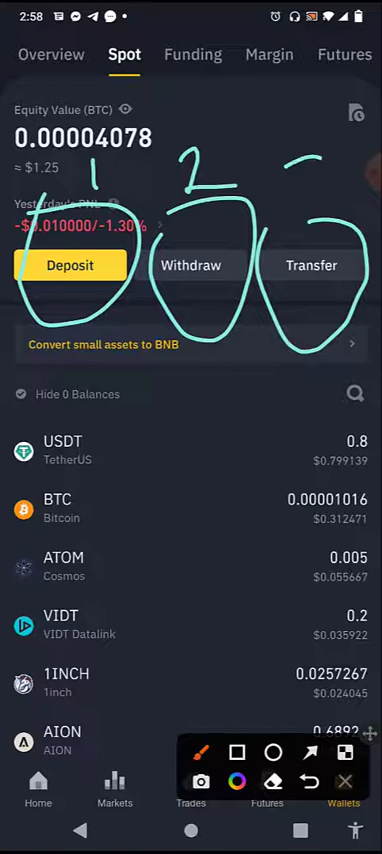 2:58
Overview Spot Funding Margin Futures
Equity Value (BTC)
0.00004078
≈ $1.25
1 2
Yesterday's PNL
-$0.010000/-1.30%
Deposit Withdraw Transfer
Convert small assets to BNB
Hide 0 Balances
USDT 0.8
TetherUS $0.799139
BTC 0.00001016
Bitcoin $0.312471
ATOM 0.005
Cosmos $0.055667
VIDT 0.2
VIDT Datalink $0.035922
1INCH 0.0257267
1inch $0.024045
AION 0.6892
AION
Home Markets Trades Futures Wallets